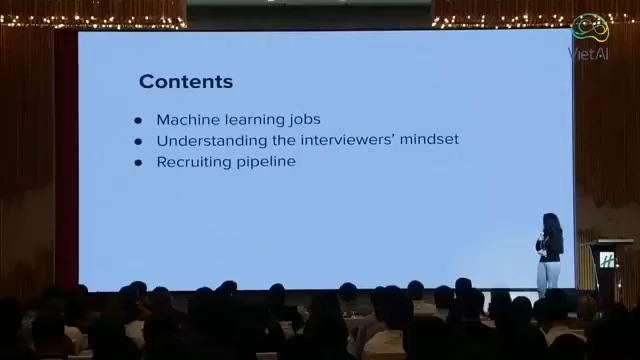 VietAI
Contents
Machine learning jobs
Understanding the interviewers' mindset
Recruiting pipeline